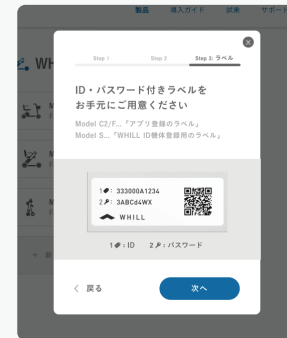 製品 導入ガイド 試乗 サポート
Step 1 Step 2 Step 3: ラベル
ID・パスワード付きラベルを
お手元にご用意ください
Model C2/F...「アプリ登録のラベル」
Model S...「WHILL ID機体登録用のラベル」
1 : 333000A1234
2 : 3ABCd4WX
WHILL
1 : ID 2 : パスワード
戻る
次へ